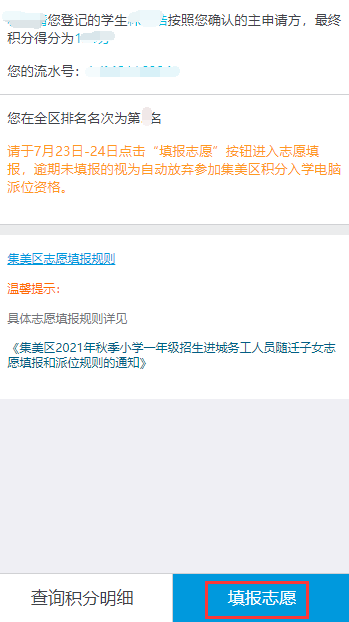 请您登记的学生 按照您确认的主申请方，最终
积分得分为1
您的流水号：
您在全区排名名次为第 名
请于7月23日-24日点击“填报志愿”按钮进入志愿填
报，逾期未填报的视为自动放弃参加集美区积分入学电脑
派位资格。
集美区志愿填报规则
温馨提示：
具体志愿填报规则详见
《集美区2021年秋季小学一年级招生进城务工人员随迁子女志
愿填报和派位规则的通知》
查询积分明细
填报志愿